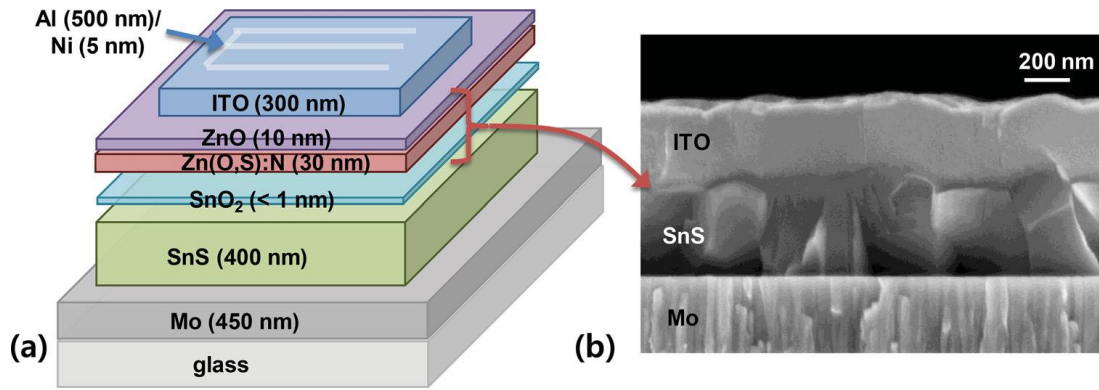 Al (500 nm)/
Ni (5 nm)
ITO (300 nm)
ZnO (10 nm)
Zn(O,S):N (30 nm)
SnO₂ (< 1 nm)
SnS (400 nm)
Mo (450 nm)
glass
(a)
200 nm
ITO
SnS
Mo
(b)